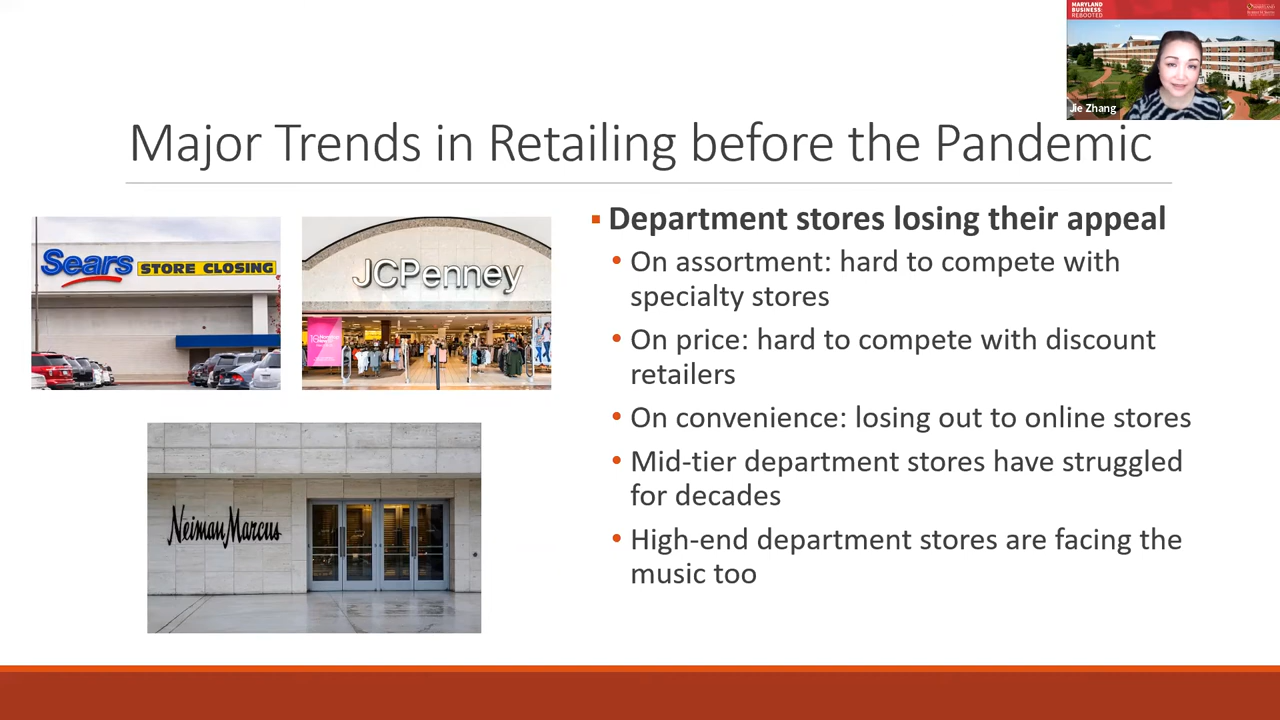 MARYLAND
BUSINESS:
REBOOTED
Jie Zhang
Major Trends in Retailing before the Pandemic
Sears STORE CLOSING
JCPenney
Neiman Marcus
▪ Department stores losing their appeal
• On assortment: hard to compete with
specialty stores
• On price: hard to compete with discount
retailers
• On convenience: losing out to online stores
• Mid-tier department stores have struggled
for decades
• High-end department stores are facing the
music too